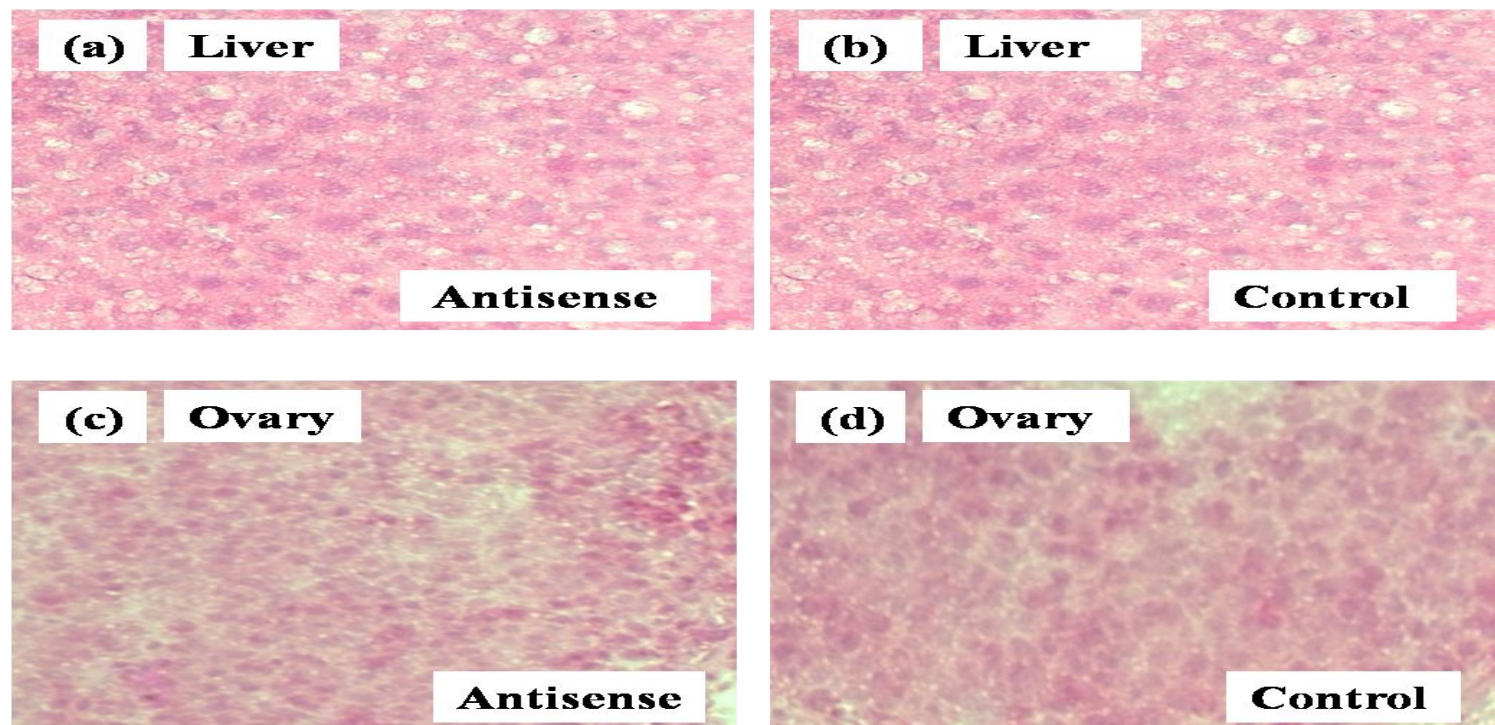 (a) Liver
Antisense
(b) Liver
Control
(c) Ovary
Antisense
(d) Ovary
Control